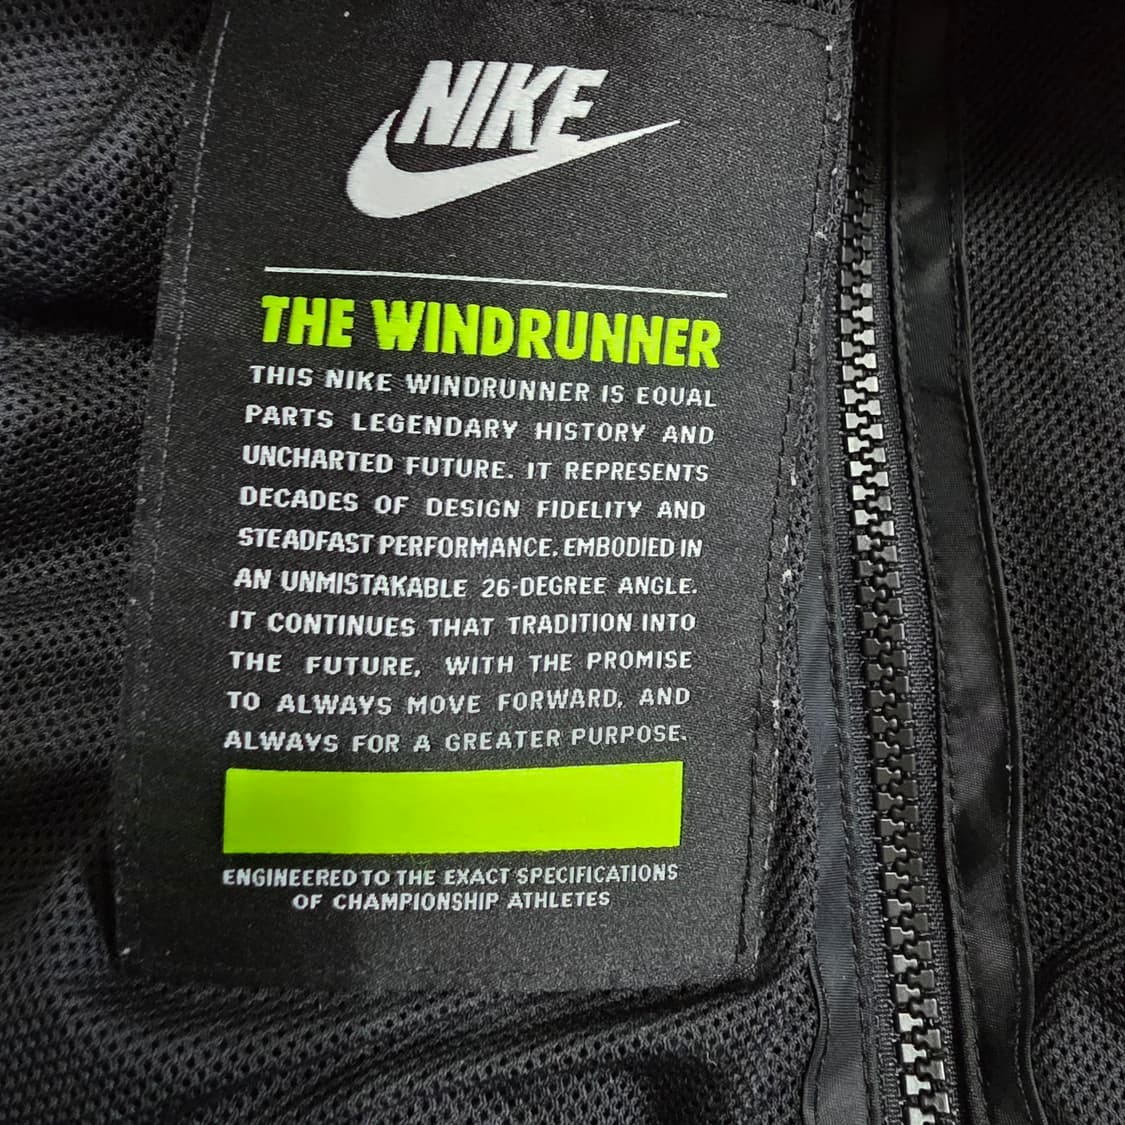 NIKE
THE WINDRUNNER
THIS NIKE WINDRUNNER IS EQUAL
PARTS LEGENDARY HISTORY AND
UNCHARTED FUTURE. IT REPRESENTS
DECADES OF DESIGN FIDELITY AND
STEADFAST PERFORMANCE. EMBODIED IN
AN UNMISTAKABLE 26-DEGREE ANGLE.
IT CONTINUES THAT TRADITION INTO
THE FUTURE, WITH THE PROMISE
TO ALWAYS MOVE FORWARD, AND
ALWAYS FOR A GREATER PURPOSE.
ENGINEERED TO THE EXACT SPECIFICATIONS
OF CHAMPIONSHIP ATHLETES